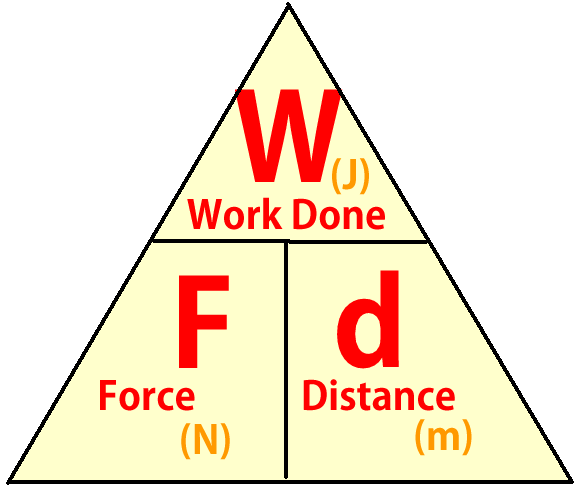 W
(J)
Work Done
F
Force
(N)
d
Distance
(m)